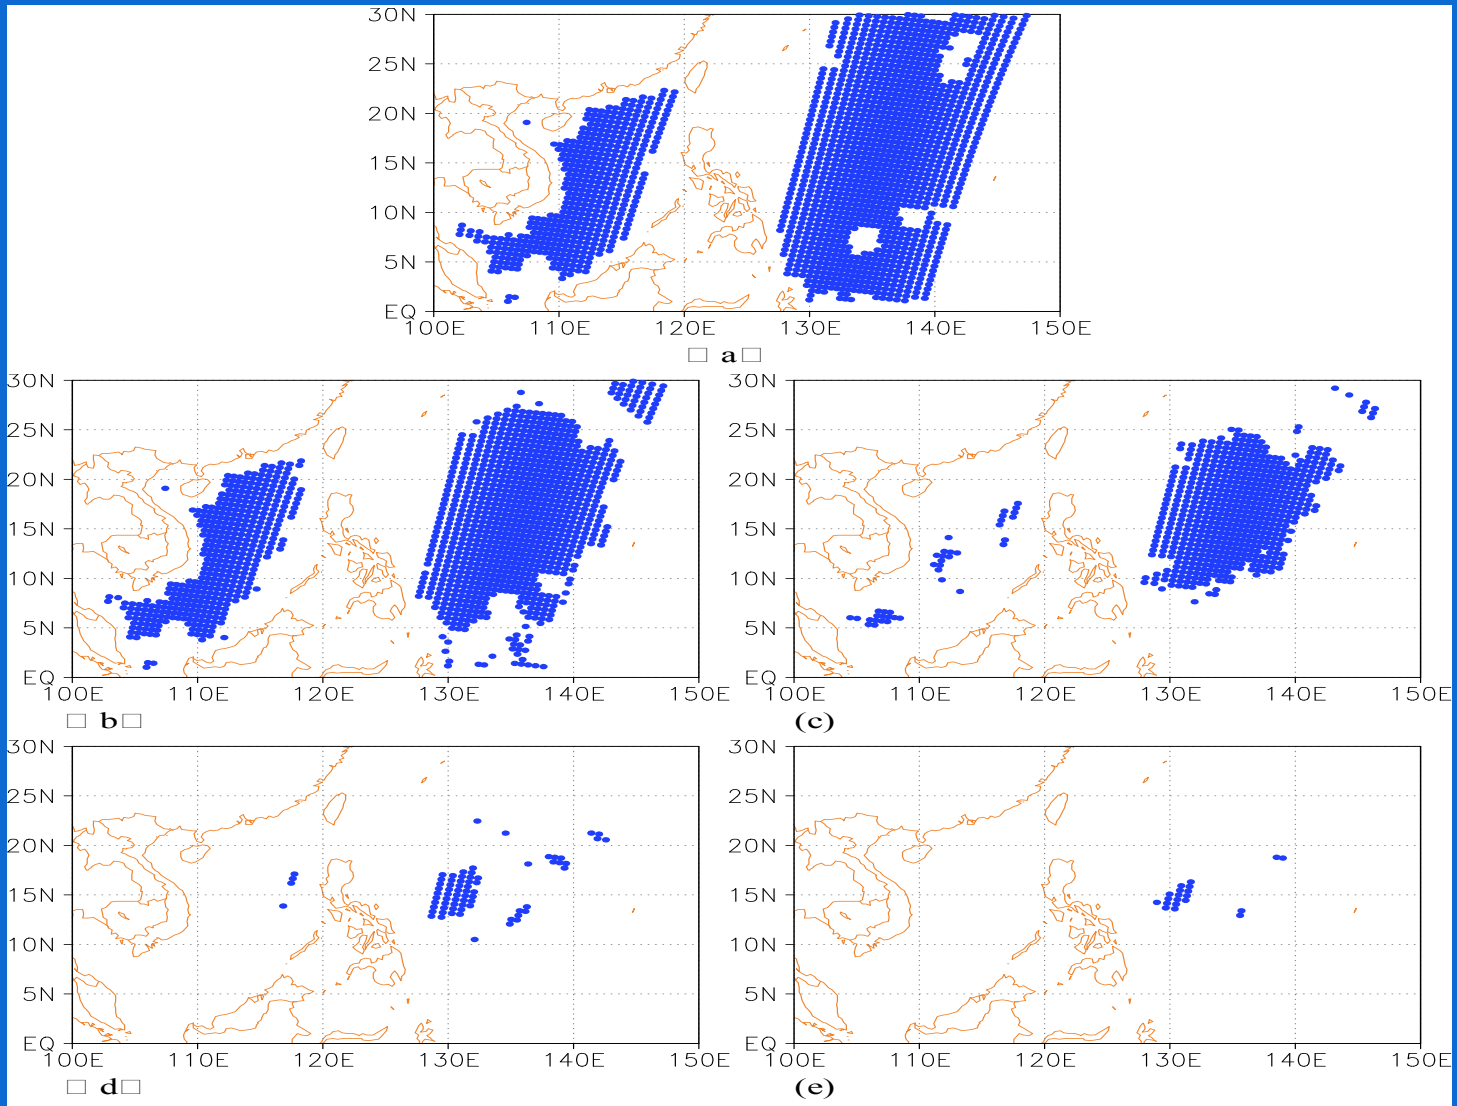 30N
25N
20N
15N
10N
5N
EQ
100E 110E 120E 130E 140E 150E
□ a□
30N 30N
25N 25N
20N 20N
15N 15N
10N 10N
5N 5N
EQ EQ
100E 110E 120E 130E 140E 150E 100E 110E 120E 130E 140E 150E
□ b□ (c)
30N 30N
25N 25N
20N 20N
15N 15N
10N 10N
5N 5N
EQ EQ
100E 110E 120E 130E 140E 150E 100E 110E 120E 130E 140E 150E
□ d□ (e)